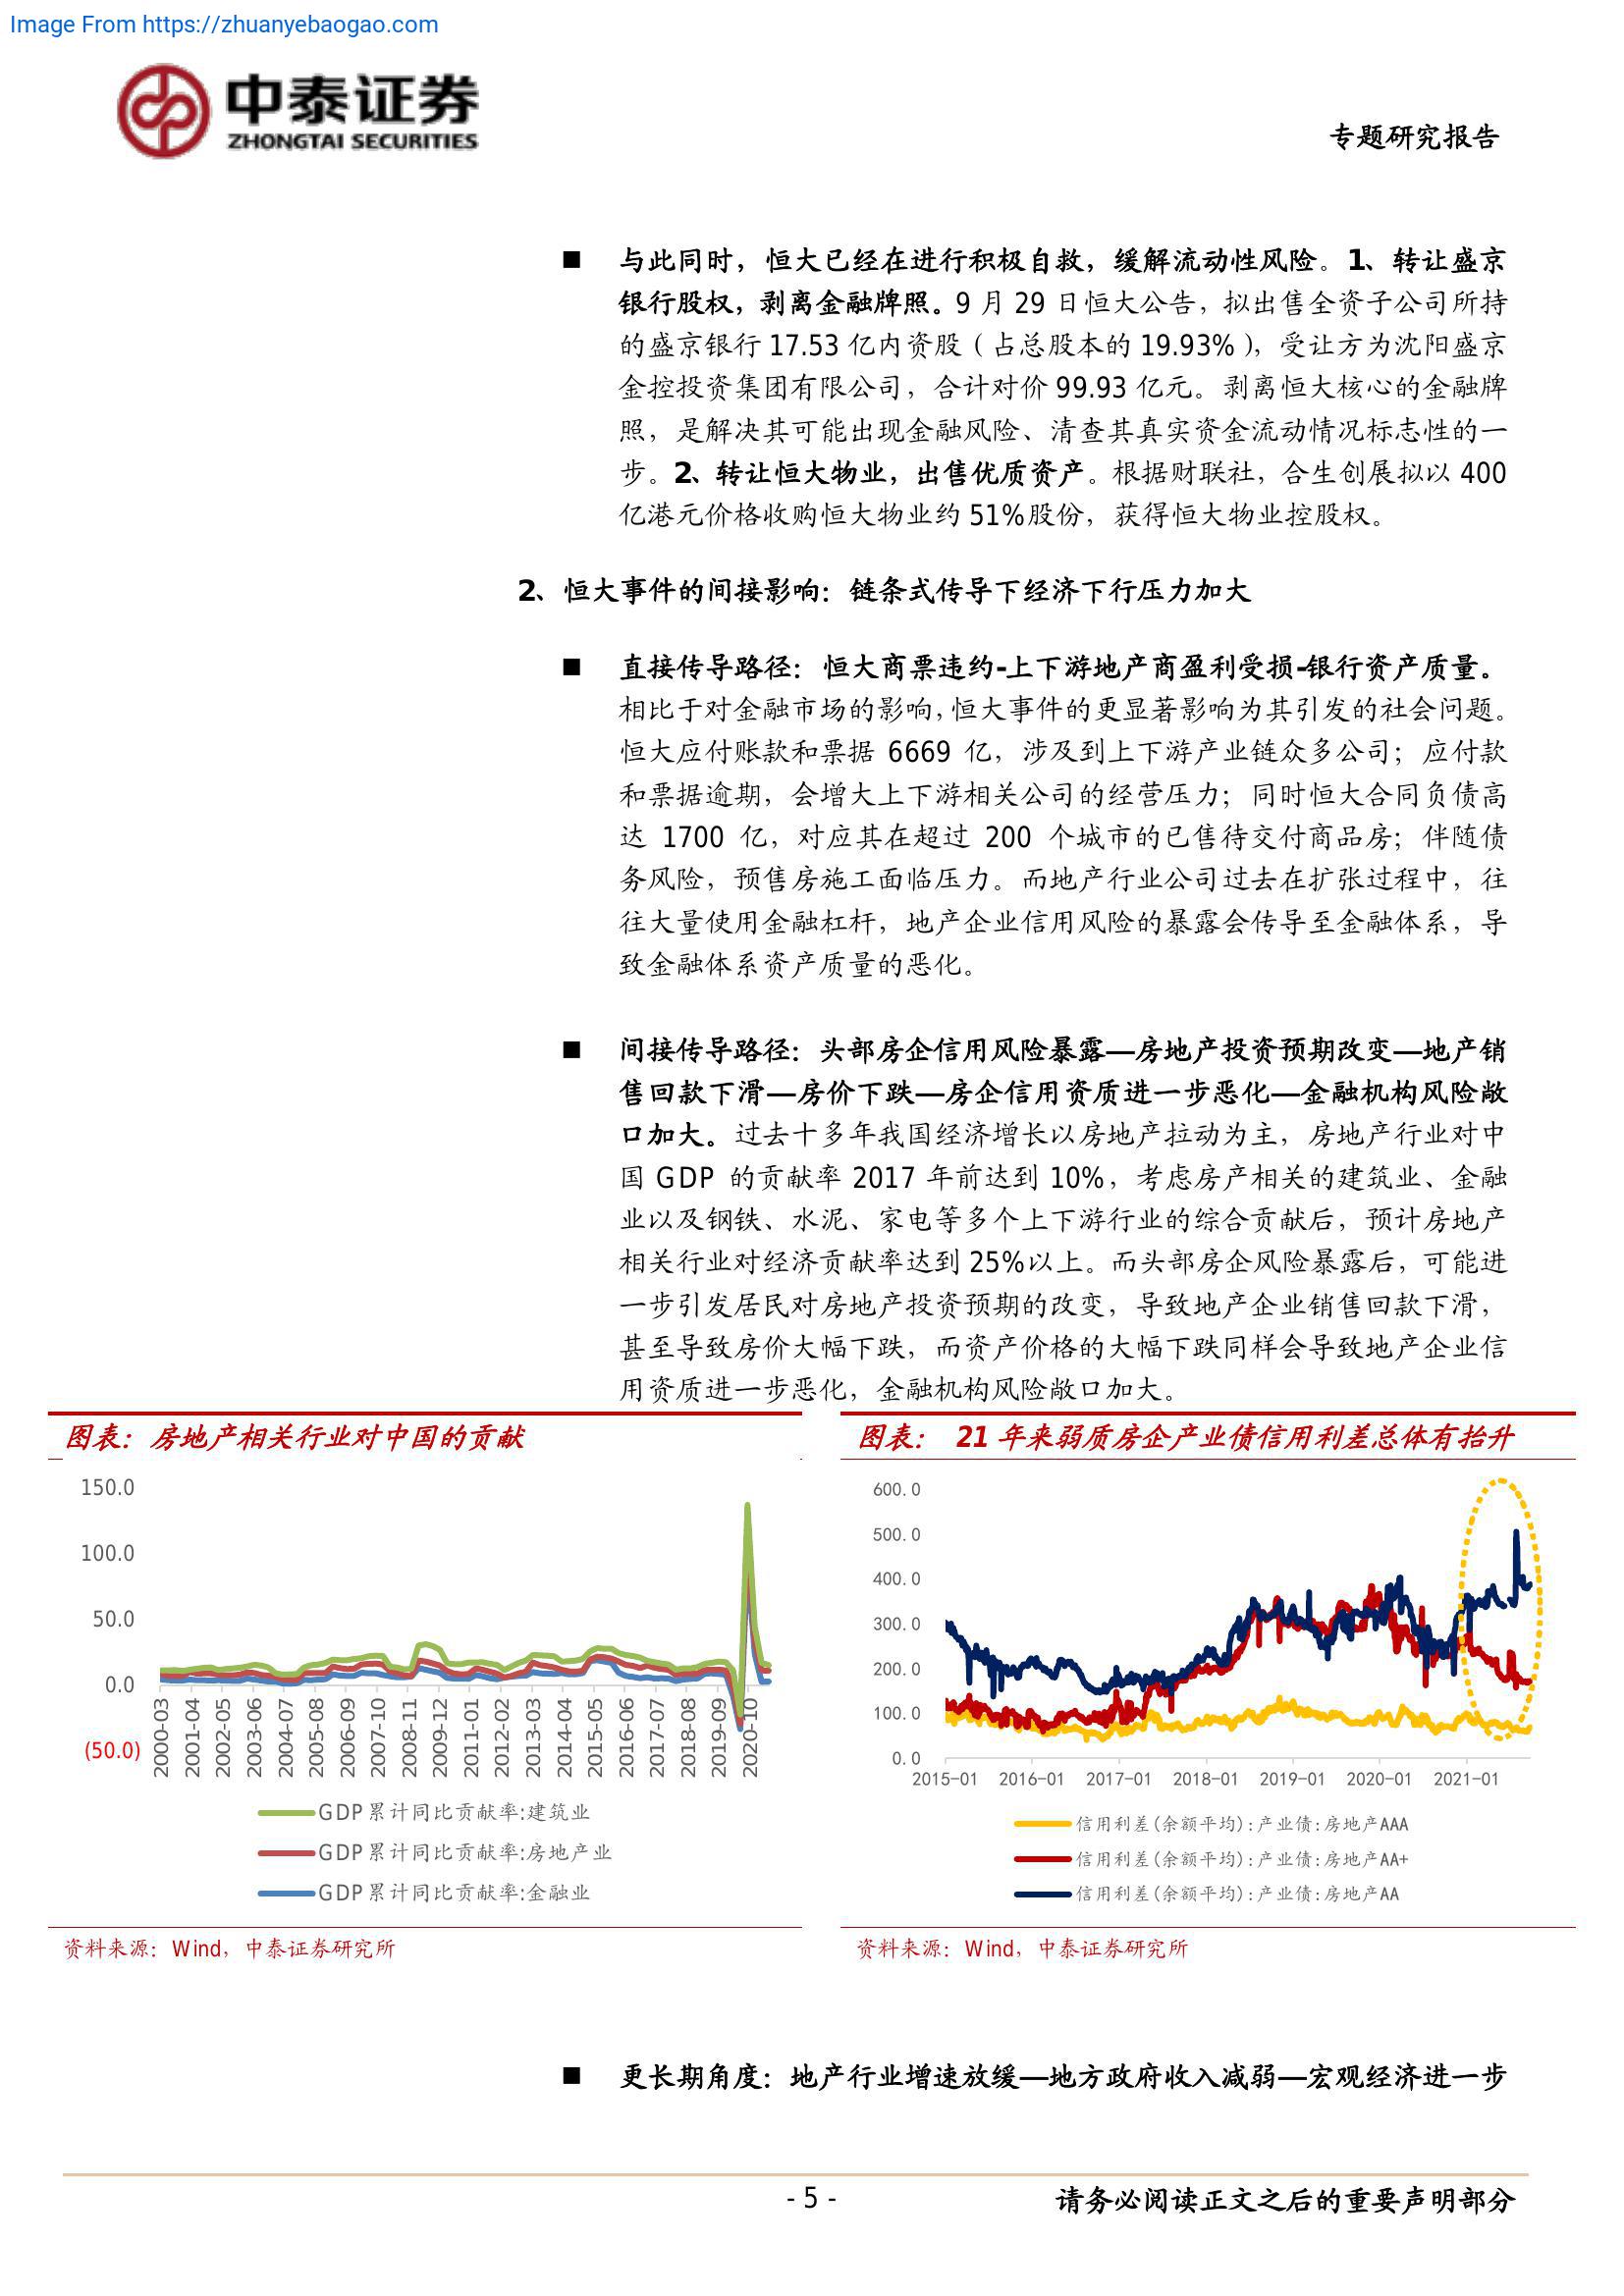 Image From https://zhuanyebaogao.com
中泰证券
ZHONGTAI SECURITIES
专题研究报告
■ 与此同时，恒大已经在进行积极自救，缓解流动性风险。1、转让盛京
银行股权，剥离金融牌照。9 月 29 日恒大公告，拟出售全资子公司所持
的盛京银行 17.53 亿内资股（占总股本的 19.93%），受让方为沈阳盛京
金控投资集团有限公司，合计对价 99.93 亿元。剥离恒大核心的金融牌
照，是解决其可能出现金融风险、清查其真实资金流动情况标志性的一
步。2、转让恒大物业，出售优质资产。根据财联社，合生创展拟以 400
亿港元价格收购恒大物业约 51%股份，获得恒大物业控股权。
2、恒大事件的间接影响：链条式传导下经济下行压力加大
■ 直接传导路径：恒大商票违约-上下游地产商盈利受损-银行资产质量。
相比于对金融市场的影响，恒大事件的更显著影响为其引发的社会问题。
恒大应付账款和票据 6669 亿，涉及到上下游产业链众多公司；应付款
和票据逾期，会增大上下游相关公司的经营压力；同时恒大合同负债高
达 1700 亿，对应其在超过 200 个城市的已售待交付商品房；伴随债
务风险，预售房施工面临压力。而地产行业公司过去在扩张过程中，往
往大量使用金融杠杆，地产企业信用风险的暴露会传导至金融体系，导
致金融体系资产质量的恶化。
■ 间接传导路径：头部房企信用风险暴露—房地产投资预期改变—地产销
售回款下滑—房价下跌—房企信用资质进一步恶化—金融机构风险敞
口加大。过去十多年我国经济增长以房地产拉动为主，房地产行业对中
国 GDP 的贡献率 2017 年前达到 10%，考虑房产相关的建筑业、金融
业以及钢铁、水泥、家电等多个上下游行业的综合贡献后，预计房地产
相关行业对经济贡献率达到 25%以上。而头部房企风险暴露后，可能进
一步引发居民对房地产投资预期的改变，导致地产企业销售回款下滑，
甚至导致房价大幅下跌，而资产价格的大幅下跌同样会导致地产企业信
用资质进一步恶化，金融机构风险敞口加大。
图表：房地产相关行业对中国的贡献
150.0
100.0
50.0
0.0
(50.0)
2000-03
2001-04
2002-05
2003-06
2004-07
2005-08
2006-09
2007-10
2008-11
2009-12
2011-01
2012-02
2013-03
2014-04
2015-05
2016-06
2017-07
2018-08
2019-09
2020-10
GDP累计同比贡献率:建筑业
GDP累计同比贡献率:房地产业
GDP累计同比贡献率:金融业
资料来源：Wind，中泰证券研究所
图表： 21 年来弱质房企产业债信用利差总体有抬升
600.0
500.0
400.0
300.0
200.0
100.0
0.0
2015-01 2016-01 2017-01 2018-01 2019-01 2020-01 2021-01
信用利差(余额平均):产业债:房地产AAA
信用利差(余额平均):产业债:房地产AA+
信用利差(余额平均):产业债:房地产AA
资料来源：Wind，中泰证券研究所
■ 更长期角度：地产行业增速放缓—地方政府收入减弱—宏观经济进一步
- 5 -
请务必阅读正文之后的重要声明部分